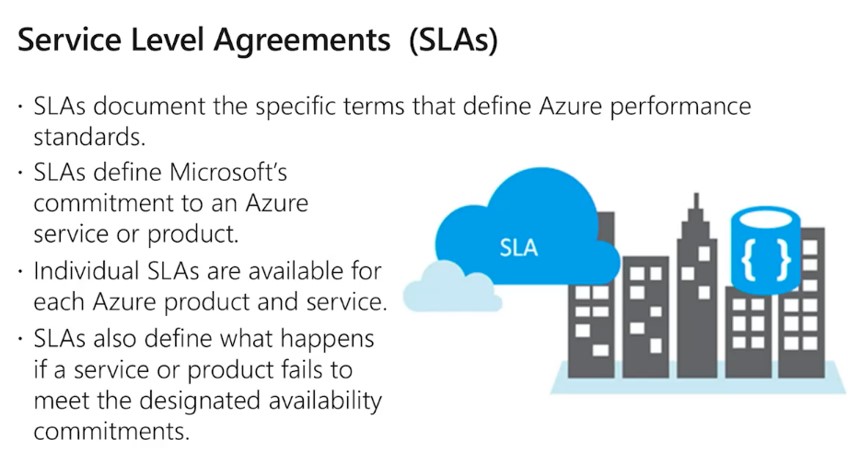 Service Level Agreements (SLAs)
· SLAs document the specific terms that define Azure performance
standards.
· SLAs define Microsoft's
commitment to an Azure
service or product.
· Individual SLAs are available for
each Azure product and service.
· SLAs also define what happens
if a service or product fails to
meet the designated availability
commitments.
SLA
{ }